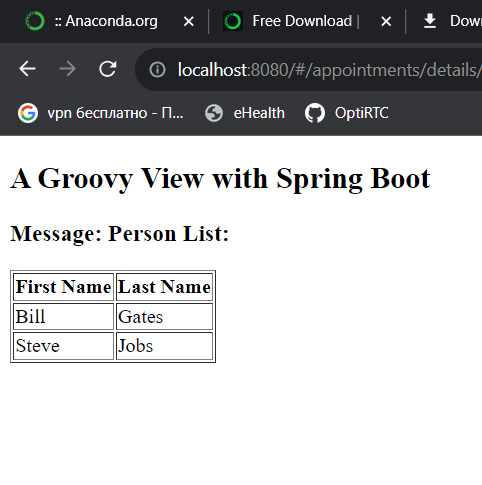 :: Anaconda.org
Free Download |
Down
localhost:8080/#/appointments/details/
vpn бесплатно - П...
eHealth
OptiRTC
A Groovy View with Spring Boot
Message: Person List:
First Name Last Name
Bill Gates
Steve Jobs